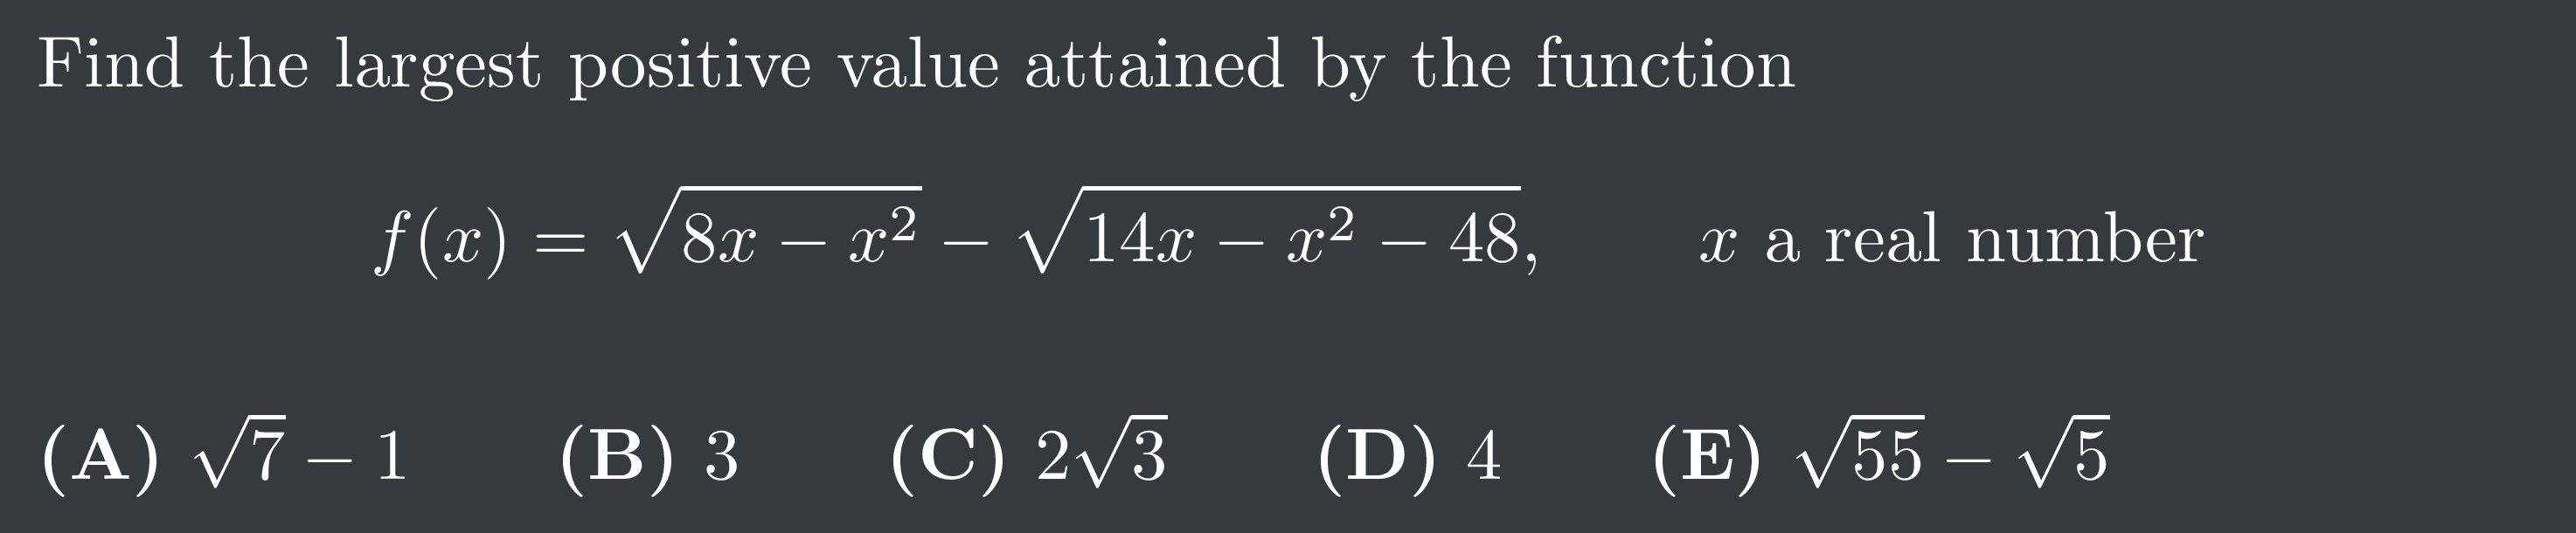 Find the largest positive value attained by the function
f(x) = √(8x − x²) − √(14x − x² − 48), x a real number
(A) √7 − 1 (B) 3 (C) 2√3 (D) 4 (E) √55 − √5